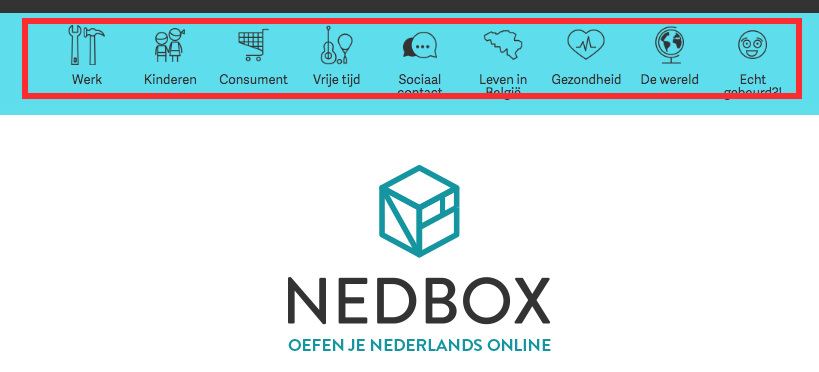 Werk
Kinderen
Consument
Vrije tijd
Sociaal
contact
Leven in
België
Gezondheid
De wereld
Echt
gebeurd?!
NEDBOX
OEFEN JE NEDERLANDS ONLINE